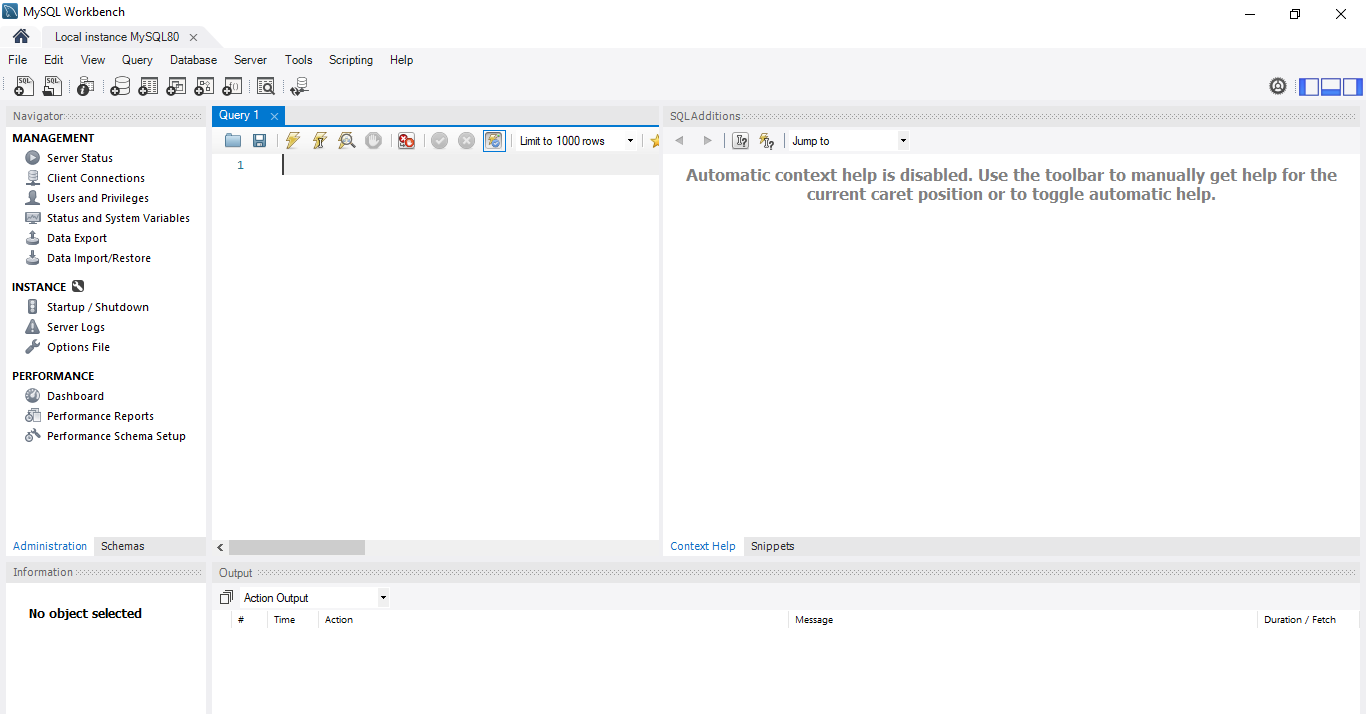 MySQL Workbench
Local instance MySQL80
File Edit View Query Database Server Tools Scripting Help
Navigator
MANAGEMENT
Server Status
Client Connections
Users and Privileges
Status and System Variables
Data Export
Data Import/Restore
INSTANCE
Startup / Shutdown
Server Logs
Options File
PERFORMANCE
Dashboard
Performance Reports
Performance Schema Setup
Administration Schemas
Information
No object selected
Query 1
Limit to 1000 rows
1
SQLAdditions
Jump to
Automatic context help is disabled. Use the toolbar to manually get help for the
current caret position or to toggle automatic help.
Context Help Snippets
Output
Action Output
# Time Action Message Duration / Fetch